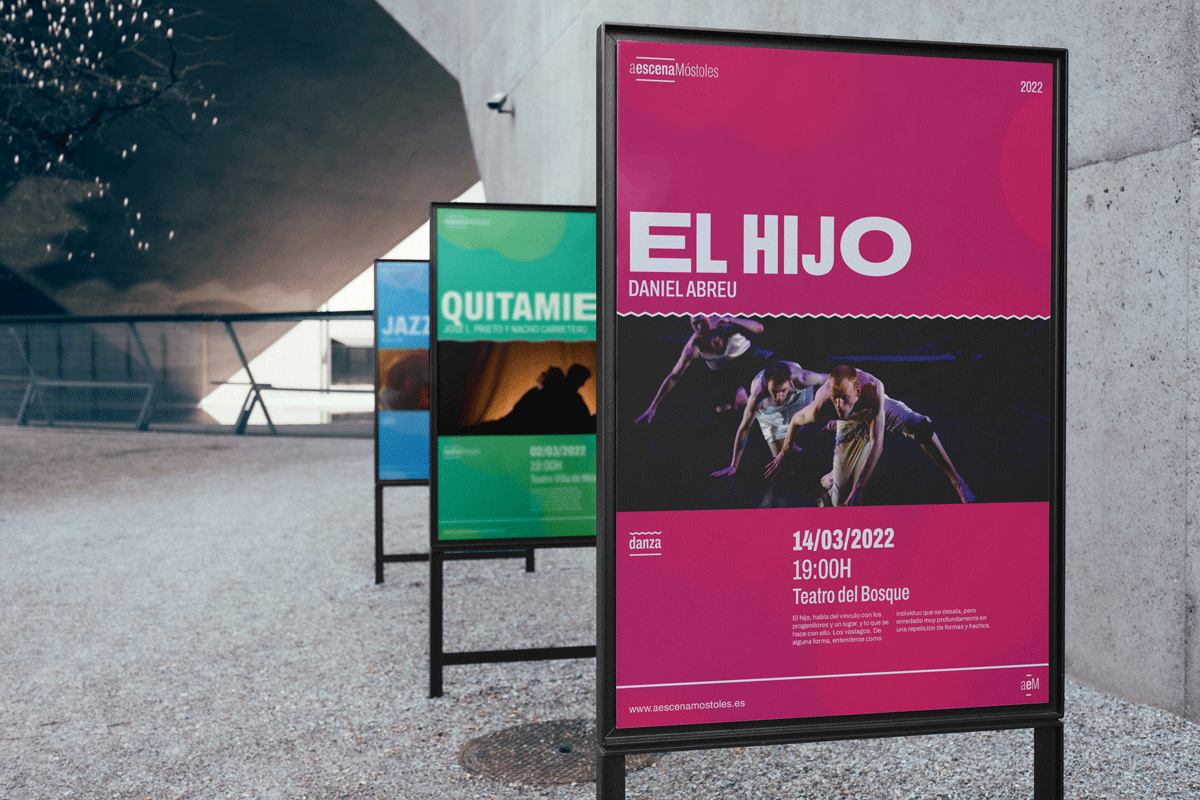 aescenaMóstoles
2022
EL HIJO
DANIEL ABREU
danza
14/03/2022
19:00H
Teatro del Bosque
El hijo, habla del vínculo con los
progenitores y un lugar, y lo que se
hace con ello. Los vástagos. De
alguna forma, entenderse como
individuo que se desata, pero
enredado muy profundamente en
una repetición de formas y hechos.
www.aescenamostoles.es
aeM
QUITAMIE
JOSE L. PRIETO Y NACHO CARRETERO
02/03/2022
19:00H
Teatro Villa de
JAZZ